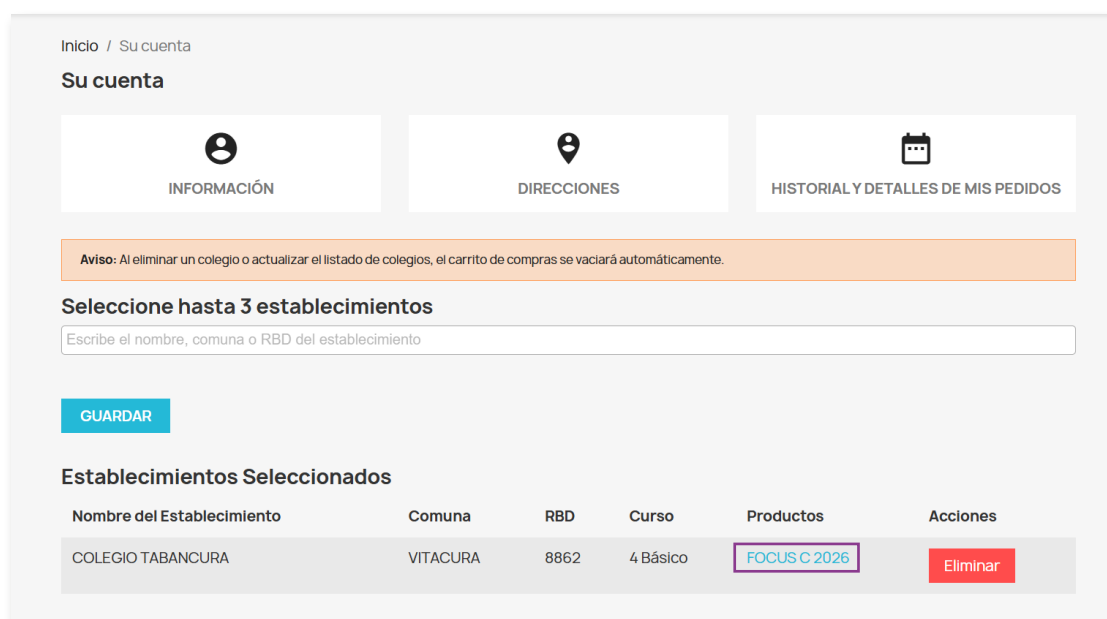 Inicio / Su cuenta
Su cuenta
INFORMACIÓN
DIRECCIONES
HISTORIAL Y DETALLES DE MIS PEDIDOS
Aviso: Al eliminar un colegio o actualizar el listado de colegios, el carrito de compras se vaciará automáticamente.
Seleccione hasta 3 establecimientos
Escribe el nombre, comuna o RBD del establecimiento
GUARDAR
Establecimientos Seleccionados
Nombre del Establecimiento Comuna RBD Curso Productos Acciones
COLEGIO TABANCURA VITACURA 8862 4 Básico FOCUS C 2026 Eliminar